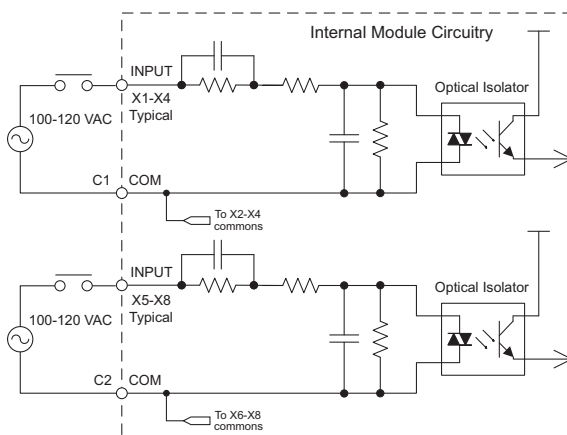 Internal Module Circuitry
INPUT
X1-X4
Typical
100-120 VAC
Optical Isolator
C1
COM
To X2-X4
commons
INPUT
X5-X8
Typical
100-120 VAC
Optical Isolator
C2
COM
To X6-X8
commons